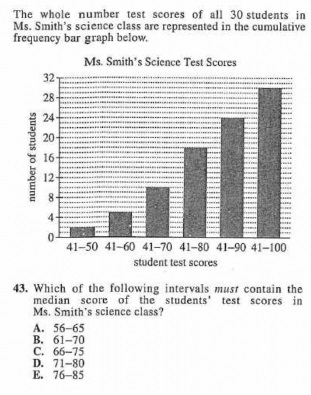 The whole number test scores of all 30 students in
Ms. Smith's science class are represented in the cumulative
frequency bar graph below.
Ms. Smith's Science Test Scores
number of students
32
28
24
20
16
12
8
4
0
41–50 41–60 41–70 41–80 41–90 41–100
student test scores
43. Which of the following intervals must contain the
median score of the students' test scores in
Ms. Smith's science class?
A. 56–65
B. 61–70
C. 66–75
D. 71–80
E. 76–85